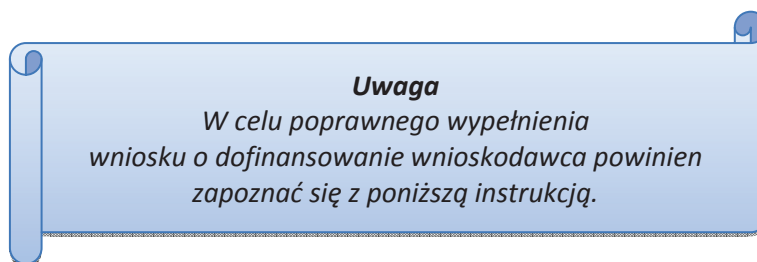 Uwaga
W celu poprawnego wypełnienia
wniosku o dofinansowanie wnioskodawca powinien
zapoznać się z poniższą instrukcją.